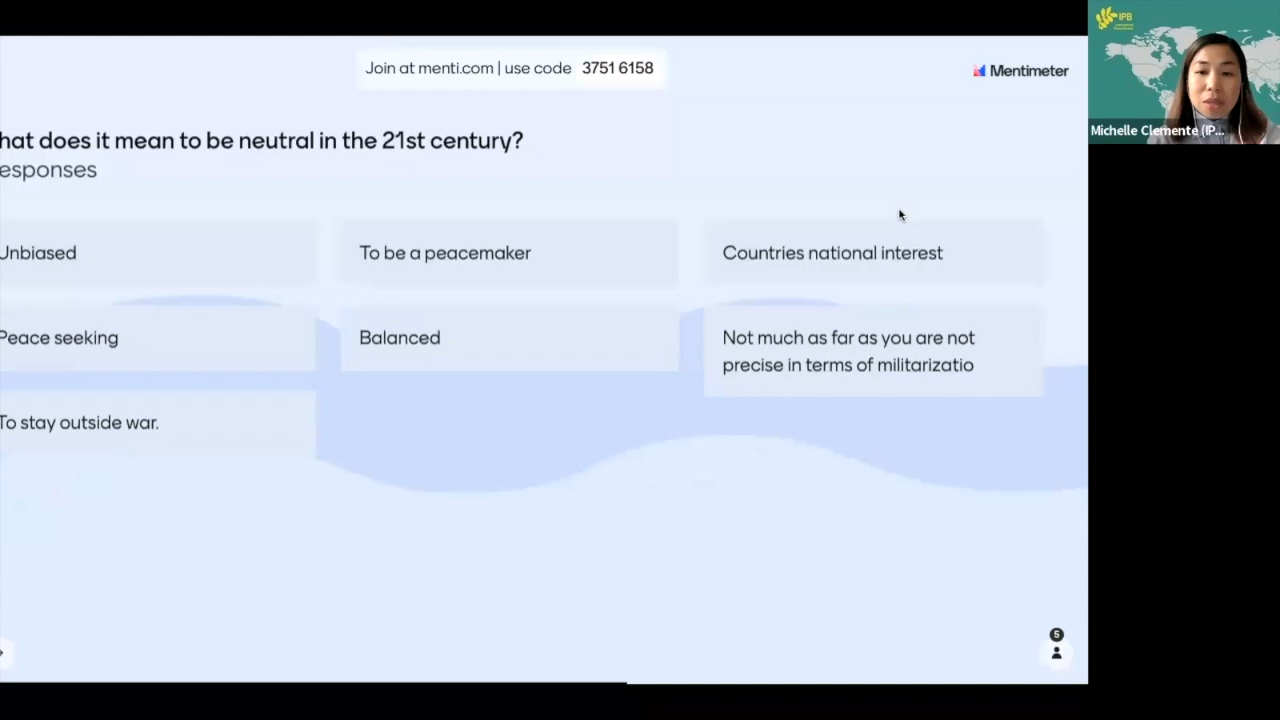 Join at menti.com | use code 3751 6158
Mentimeter
hat does it mean to be neutral in the 21st century?
esponses
Unbiased
To be a peacemaker
Countries national interest
Peace seeking
Balanced
Not much as far as you are not
precise in terms of militarizatio
To stay outside war.
5
IPB
Michelle Clemente (IP...